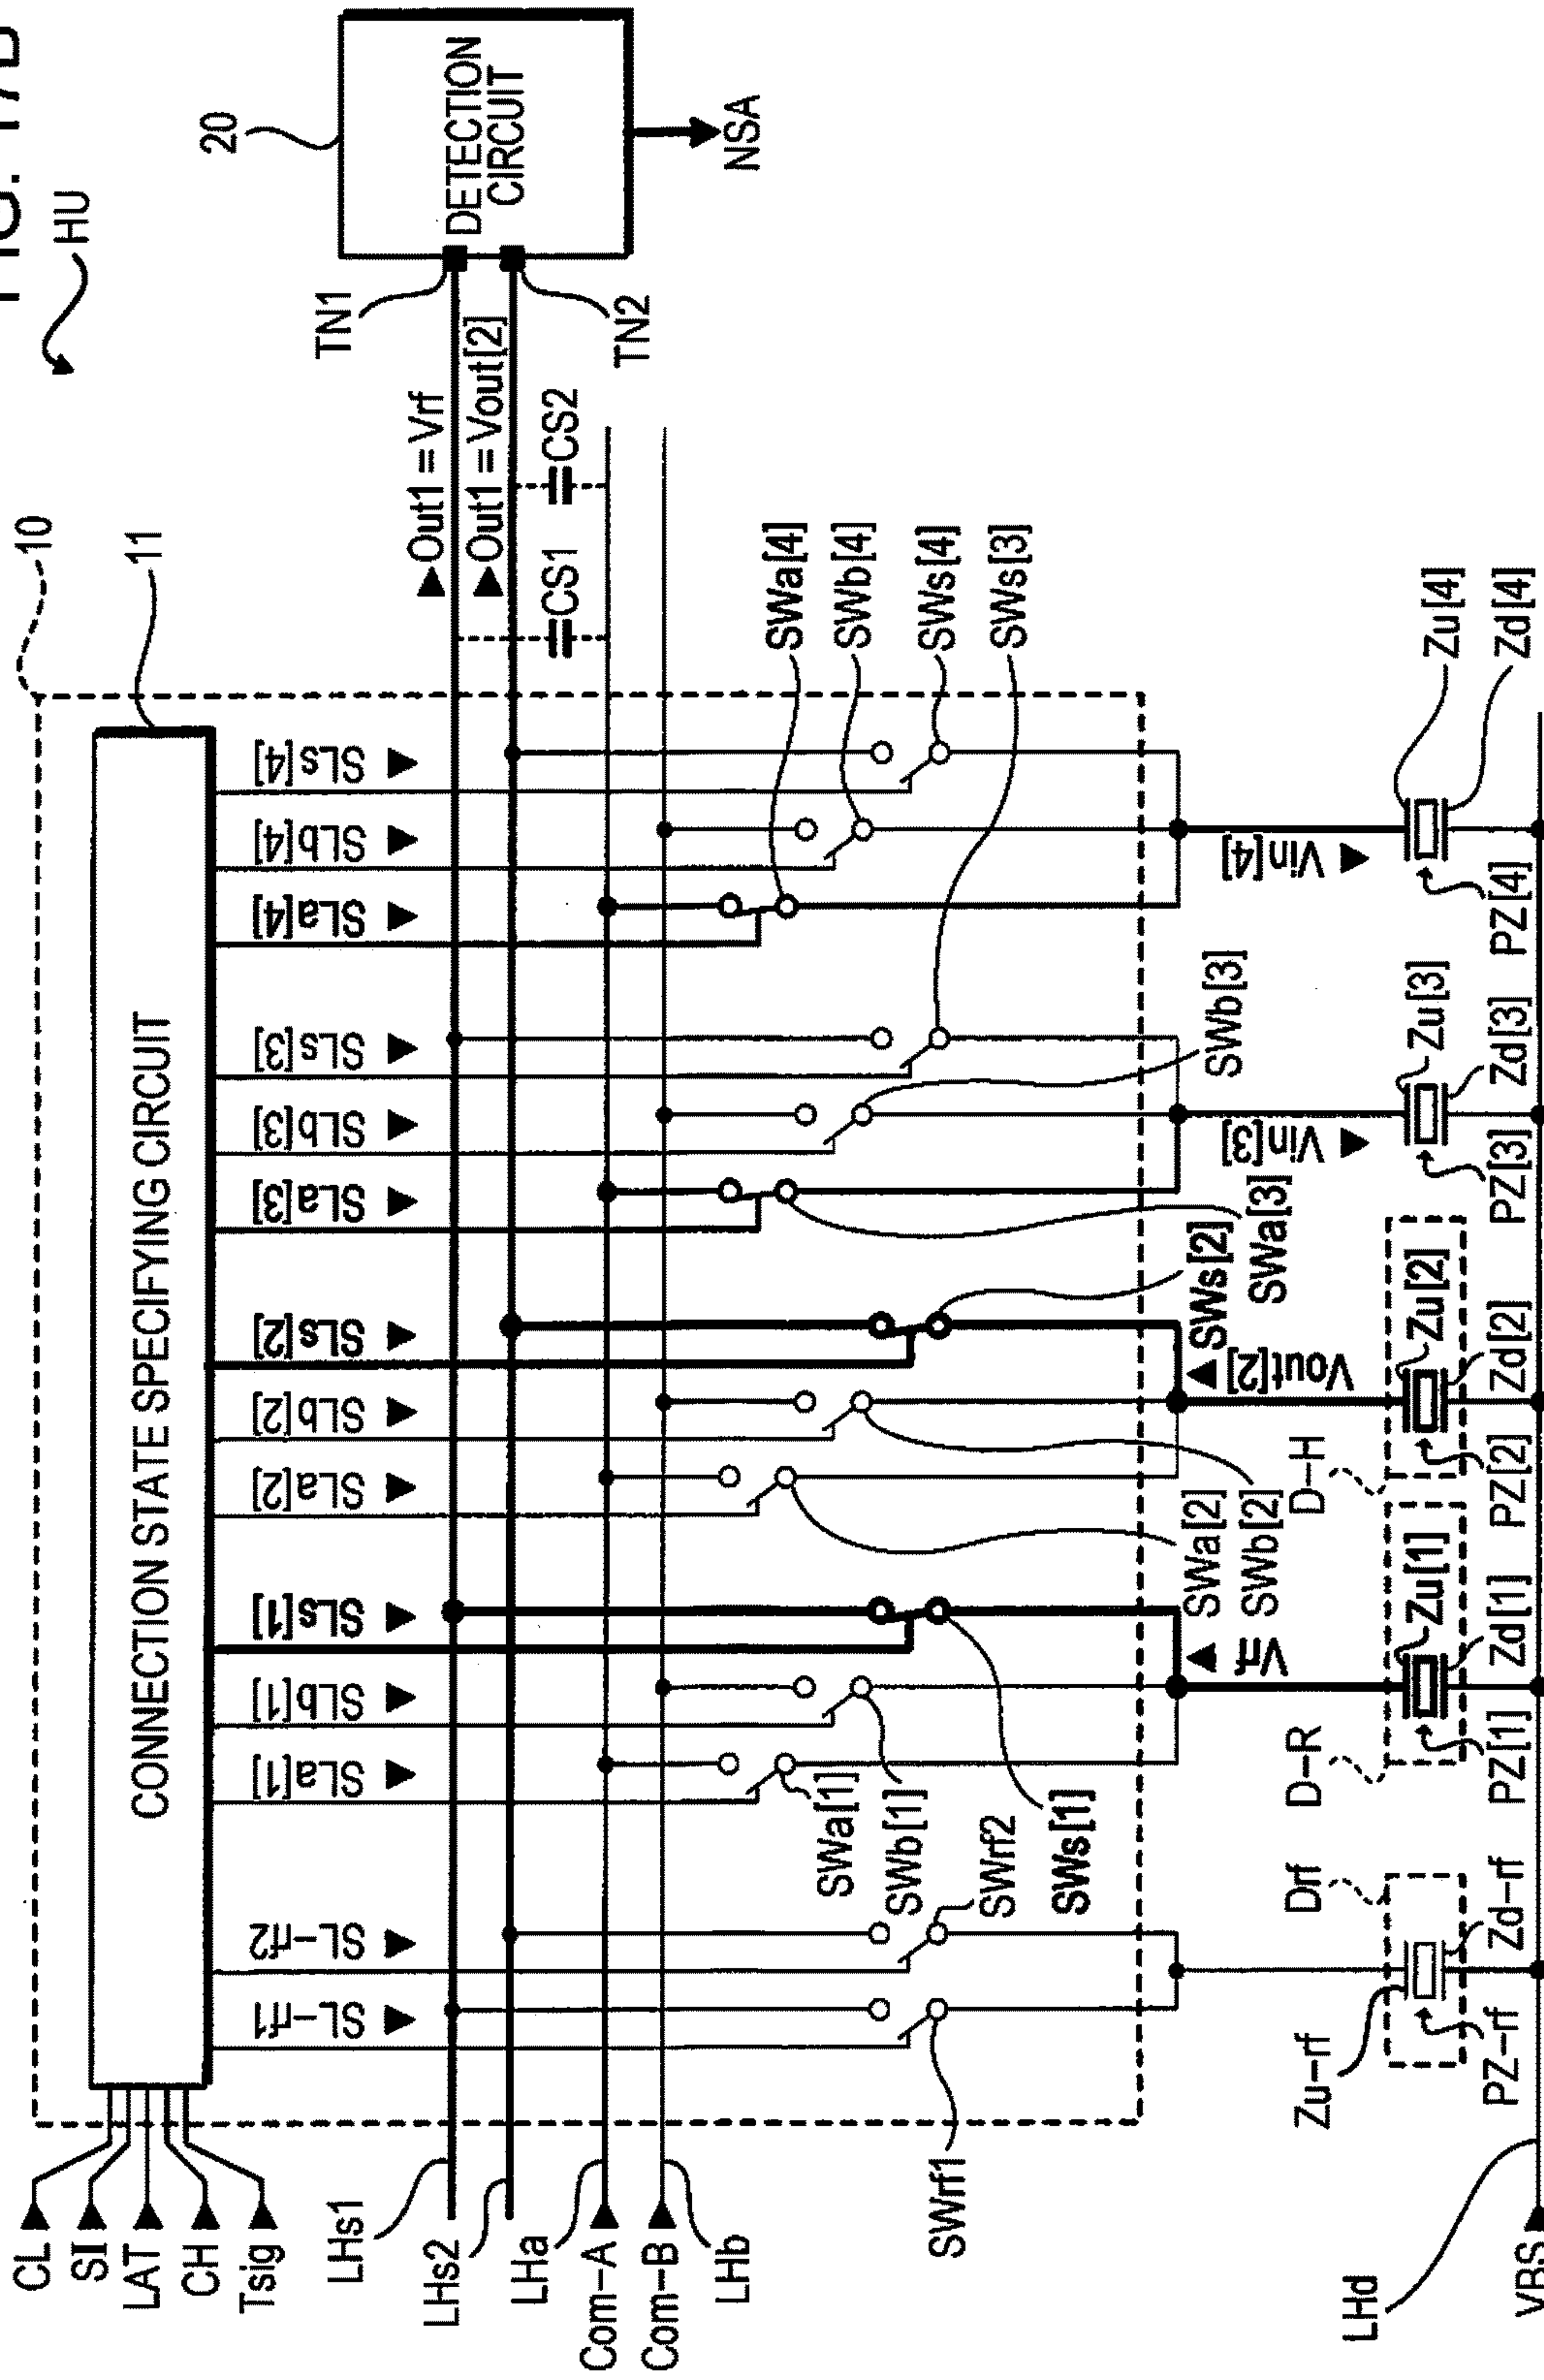 FIG. 17B
HU
10
11
20
CONNECTION STATE SPECIFYING CIRCUIT
DETECTION
CIRCUIT
NSA
TN1
TN2
CL
SI
LAT
CH
Tsig
LHs1
LHs2
LHa
Com-A
Com-B
LHb
SL-rf1
SL-rf2
SLa[1]
SLb[1]
SLs[1]
SLa[2]
SLb[2]
SLs[2]
SLa[3]
SLb[3]
SLs[3]
SLa[4]
SLb[4]
SLs[4]
Out1 = Vrf
Out1 = Vout[2]
CS1
CS2
SWa[4]
SWb[4]
SWs[4]
SWs[3]
SWrf1
SWa[1]
SWb[1]
SWrf2
SWs[1]
SWa[2]
SWb[2]
SWs[2]
SWa[3]
SWb[3]
Vrf
Vout[2]
Vin[3]
Vin[4]
Drf
D-R
D-H
Zu-rf
PZ-rf
Zd-rf
Zu[1]
PZ[1]
Zd[1]
Zu[2]
PZ[2]
Zd[2]
Zu[3]
PZ[3]
Zd[3]
Zu[4]
PZ[4]
Zd[4]
LHd
VBS